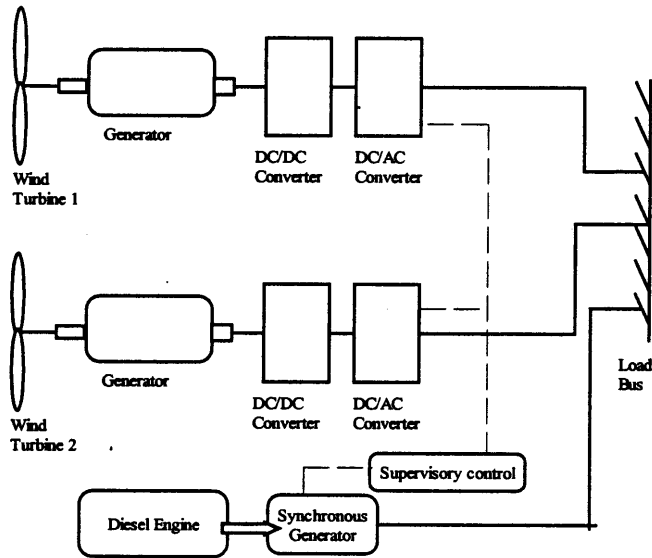 Generator
DC/DC
Converter
DC/AC
Converter
Wind
Turbine 1
Generator
DC/DC
Converter
DC/AC
Converter
Load
Bus
Wind
Turbine 2
Supervisory control
Diesel Engine
Synchronous
Generator